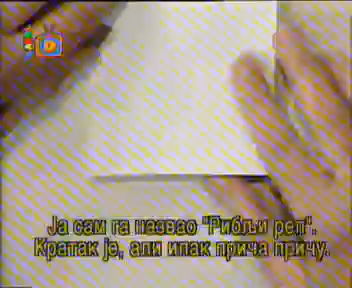 Ја сам га назвао "Рибљи реп".
Кратак је, али ипак прича причу.